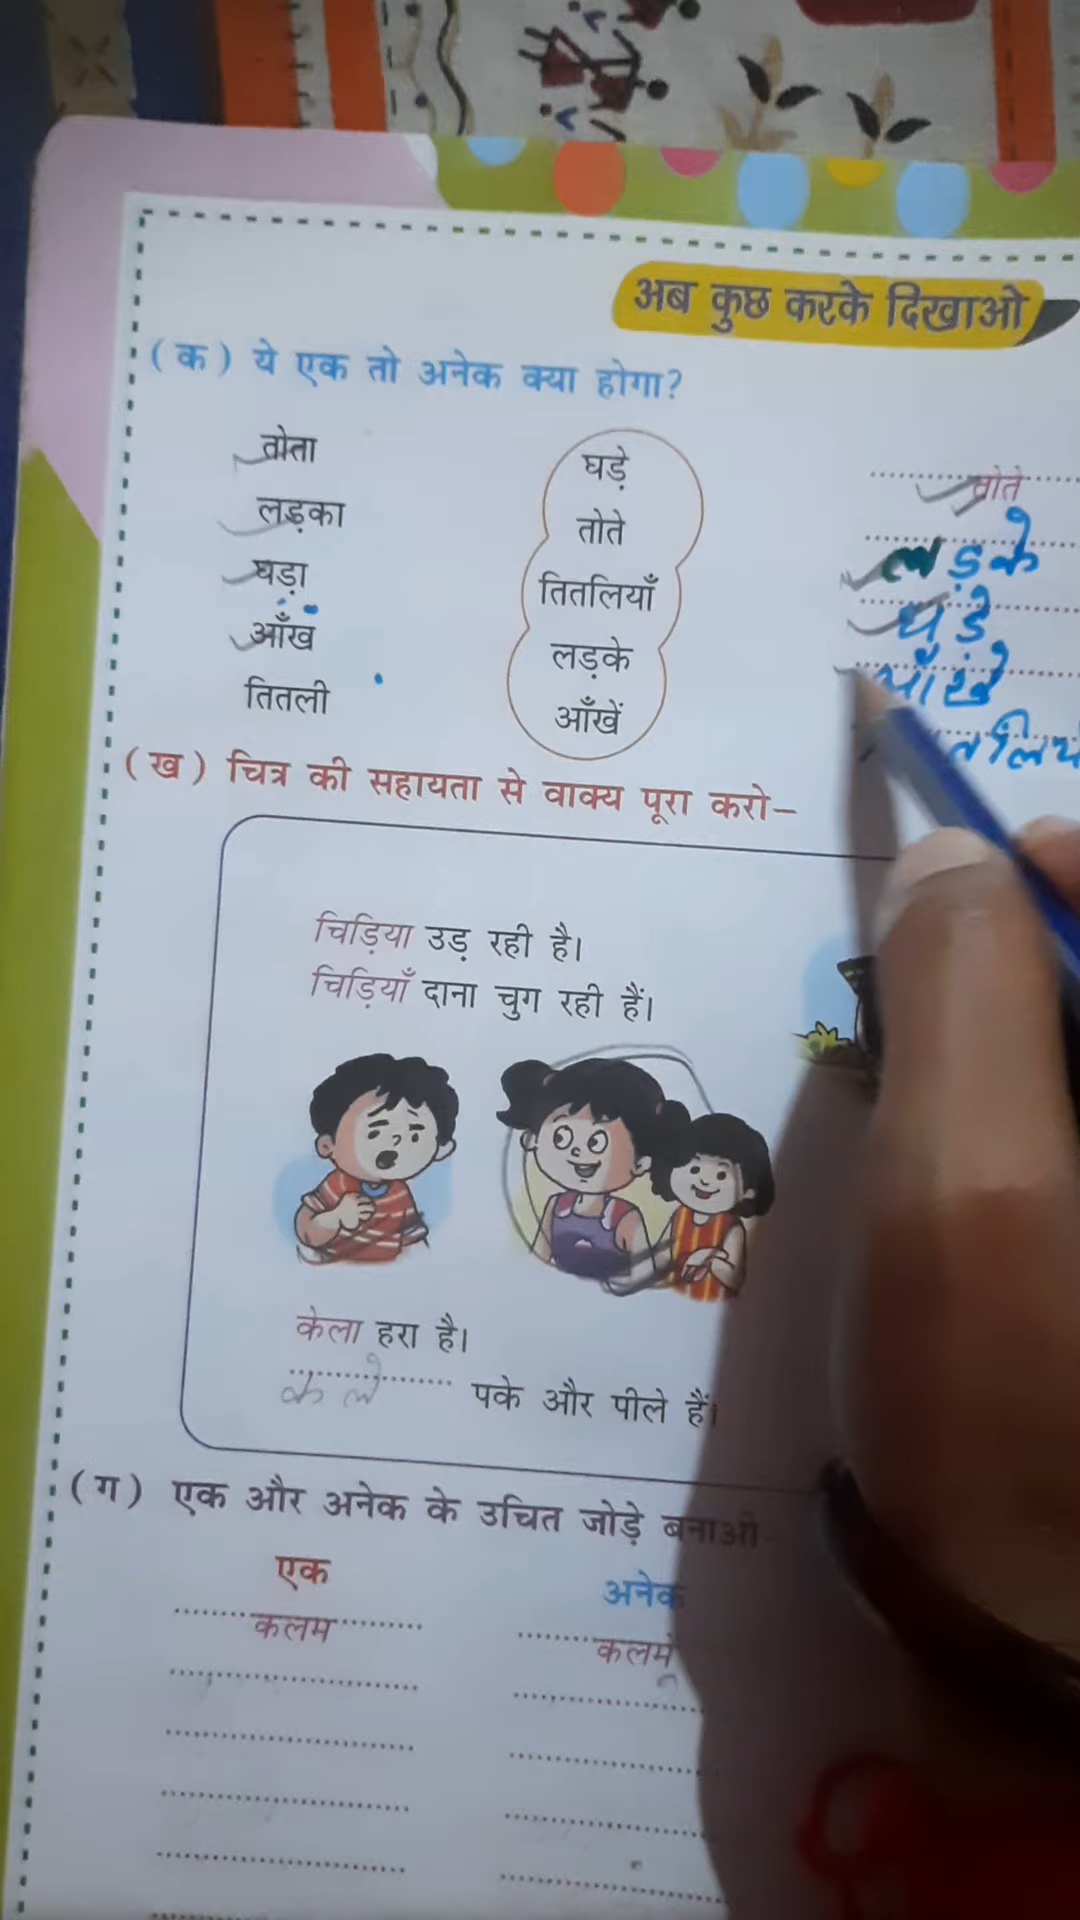 अब कुछ करके दिखाओ
(क) ये एक तो अनेक क्या होगा?
तोता घड़े तोते
लड़का तोते लड़के
घड़ा तितलियाँ घड़े
आँख लड़के आँखे
तितली आँखें
(ख) चित्र की सहायता से वाक्य पूरा करो–
चिड़िया उड़ रही है।
चिड़ियाँ दाना चुग रही हैं।
केला हरा है।
केले पके और पीले हैं।
(ग) एक और अनेक के उचित जोड़े बनाओ
एक अनेक
कलम कलमें